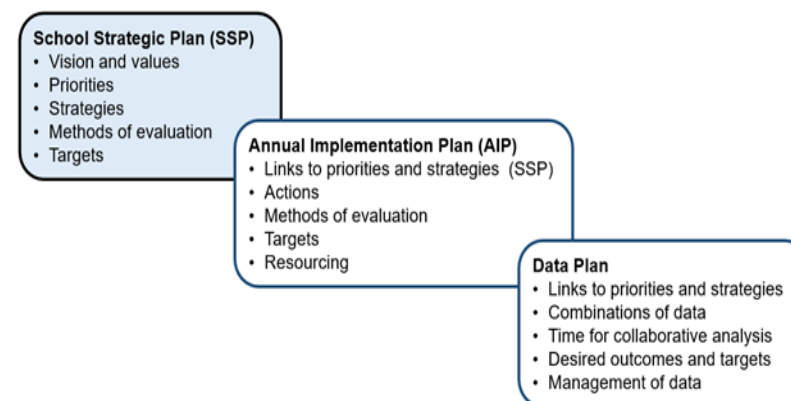 School Strategic Plan (SSP)
• Vision and values
• Priorities
• Strategies
• Methods of evaluation
• Targets
Annual Implementation Plan (AIP)
• Links to priorities and strategies (SSP)
• Actions
• Methods of evaluation
• Targets
• Resourcing
Data Plan
• Links to priorities and strategies
• Combinations of data
• Time for collaborative analysis
• Desired outcomes and targets
• Management of data